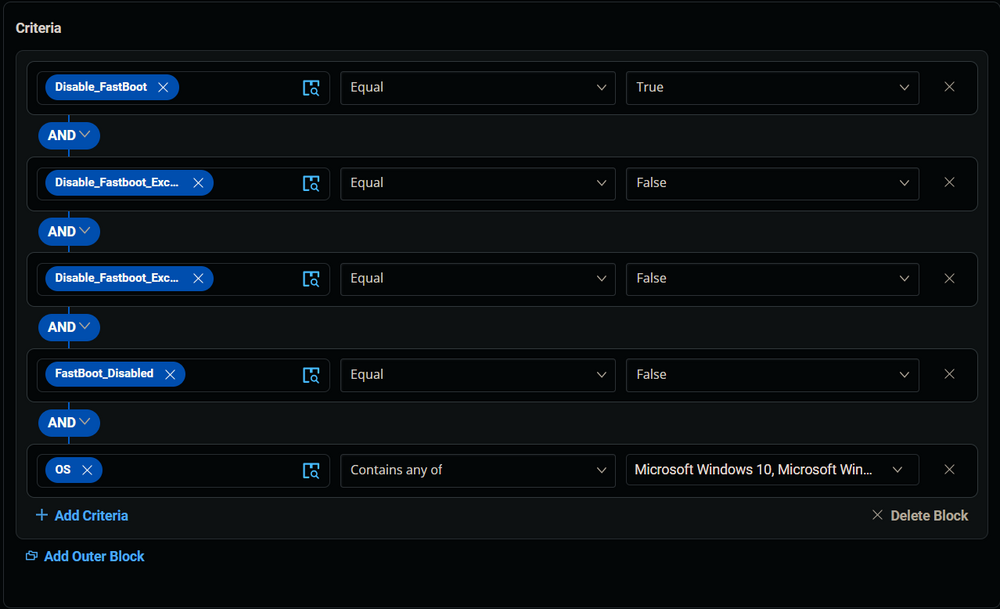 Criteria
Disable_FastBoot Equal True
AND
Disable_Fastboot_Exc... Equal False
AND
Disable_Fastboot_Exc... Equal False
AND
FastBoot_Disabled Equal False
AND
OS Contains any of Microsoft Windows 10, Microsoft Win...
Add Criteria Delete Block
Add Outer Block